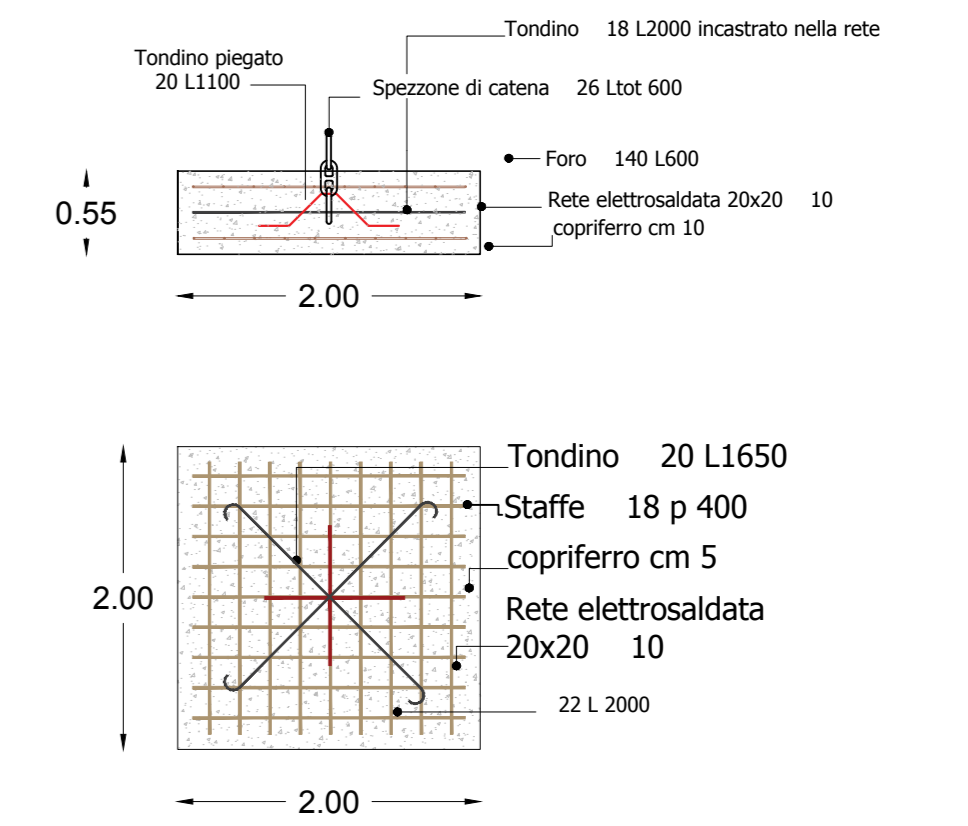 Tondino 18 L2000 incastrato nella rete
Tondino piegato
20 L1100
Spezzone di catena 26 Ltot 600
Foro 140 L600
0.55
Rete elettrosaldata 20x20 10
copriferro cm 10
2.00
Tondino 20 L1650
Staffe 18 p 400
copriferro cm 5
2.00
Rete elettrosaldata
20x20 10
22 L 2000
2.00